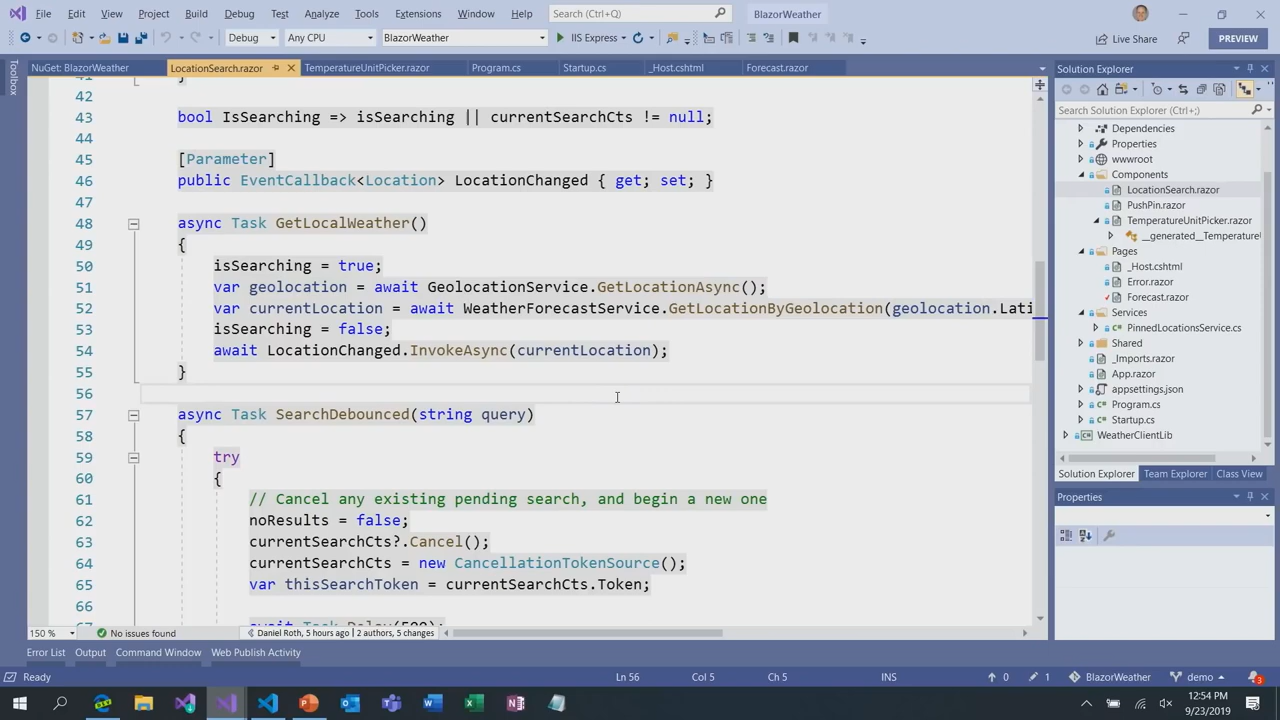 File Edit View Project Build Debug Test Analyze Tools Extensions Window Help Search (Ctrl+Q) BlazorWeather
Debug Any CPU BlazorWeather IIS Express Live Share PREVIEW
Toolbox
NuGet: BlazorWeather LocationSearch.razor TemperatureUnitPicker.razor Program.cs Startup.cs _Host.cshtml Forecast.razor
41 }
42
43 bool IsSearching => isSearching || currentSearchCts != null;
44
45 [Parameter]
46 public EventCallback<Location> LocationChanged { get; set; }
47
48 async Task GetLocalWeather()
49 {
50 isSearching = true;
51 var geolocation = await GeolocationService.GetLocationAsync();
52 var currentLocation = await WeatherForecastService.GetLocationByGeolocation(geolocation.Lati
53 isSearching = false;
54 await LocationChanged.InvokeAsync(currentLocation);
55 }
56
57 async Task SearchDebounced(string query)
58 {
59 try
60 {
61 // Cancel any existing pending search, and begin a new one
62 noResults = false;
63 currentSearchCts?.Cancel();
64 currentSearchCts = new CancellationTokenSource();
65 var thisSearchToken = currentSearchCts.Token;
66
67 await Task.Delay(500);
150 % No issues found Daniel Roth, 5 hours ago | 2 authors, 5 changes
Solution Explorer
Search Solution Explorer (Ctrl+;)
Dependencies
Properties
wwwroot
Components
LocationSearch.razor
PushPin.razor
TemperatureUnitPicker.razor
__generated__Temperature
Pages
_Host.cshtml
Error.razor
Forecast.razor
Services
PinnedLocationsService.cs
Shared
_Imports.razor
App.razor
appsettings.json
Program.cs
Startup.cs
WeatherClientLib
Solution Explorer Team Explorer Class View
Properties
Error List Output Command Window Web Publish Activity
Ready Ln 56 Col 5 Ch 5 INS 0 1 BlazorWeather demo 3
12:54 PM
9/23/2019